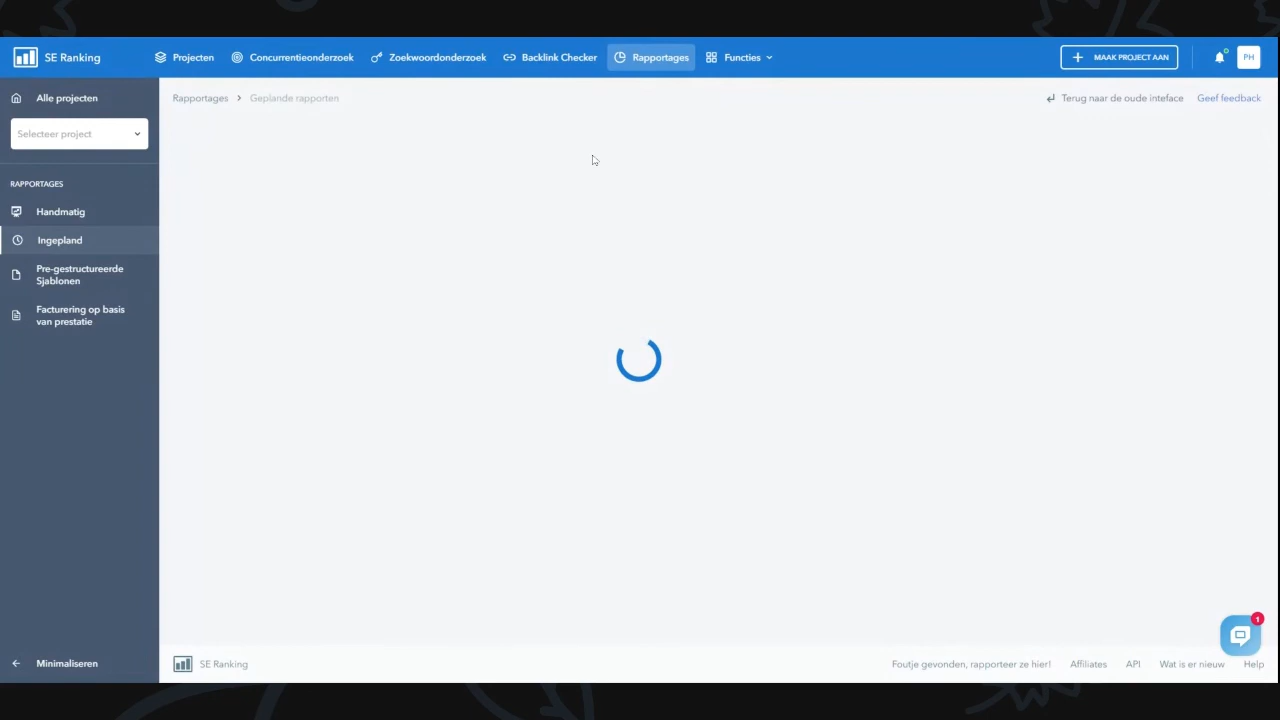 SE Ranking
Projecten
Concurrentieonderzoek
Zoekwoordonderzoek
Backlink Checker
Rapportages
Functies
MAAK PROJECT AAN
PH
Alle projecten
Selecteer project
RAPPORTAGES
Handmatig
Ingepland
Pre-gestructureerde
Sjablonen
Facturering op basis
van prestatie
Minimaliseren
Rapportages > Geplande rapporten
Terug naar de oude inteface
Geef feedback
1
SE Ranking
Foutje gevonden, rapporteer ze hier!
Affiliates
API
Wat is er nieuw
Help